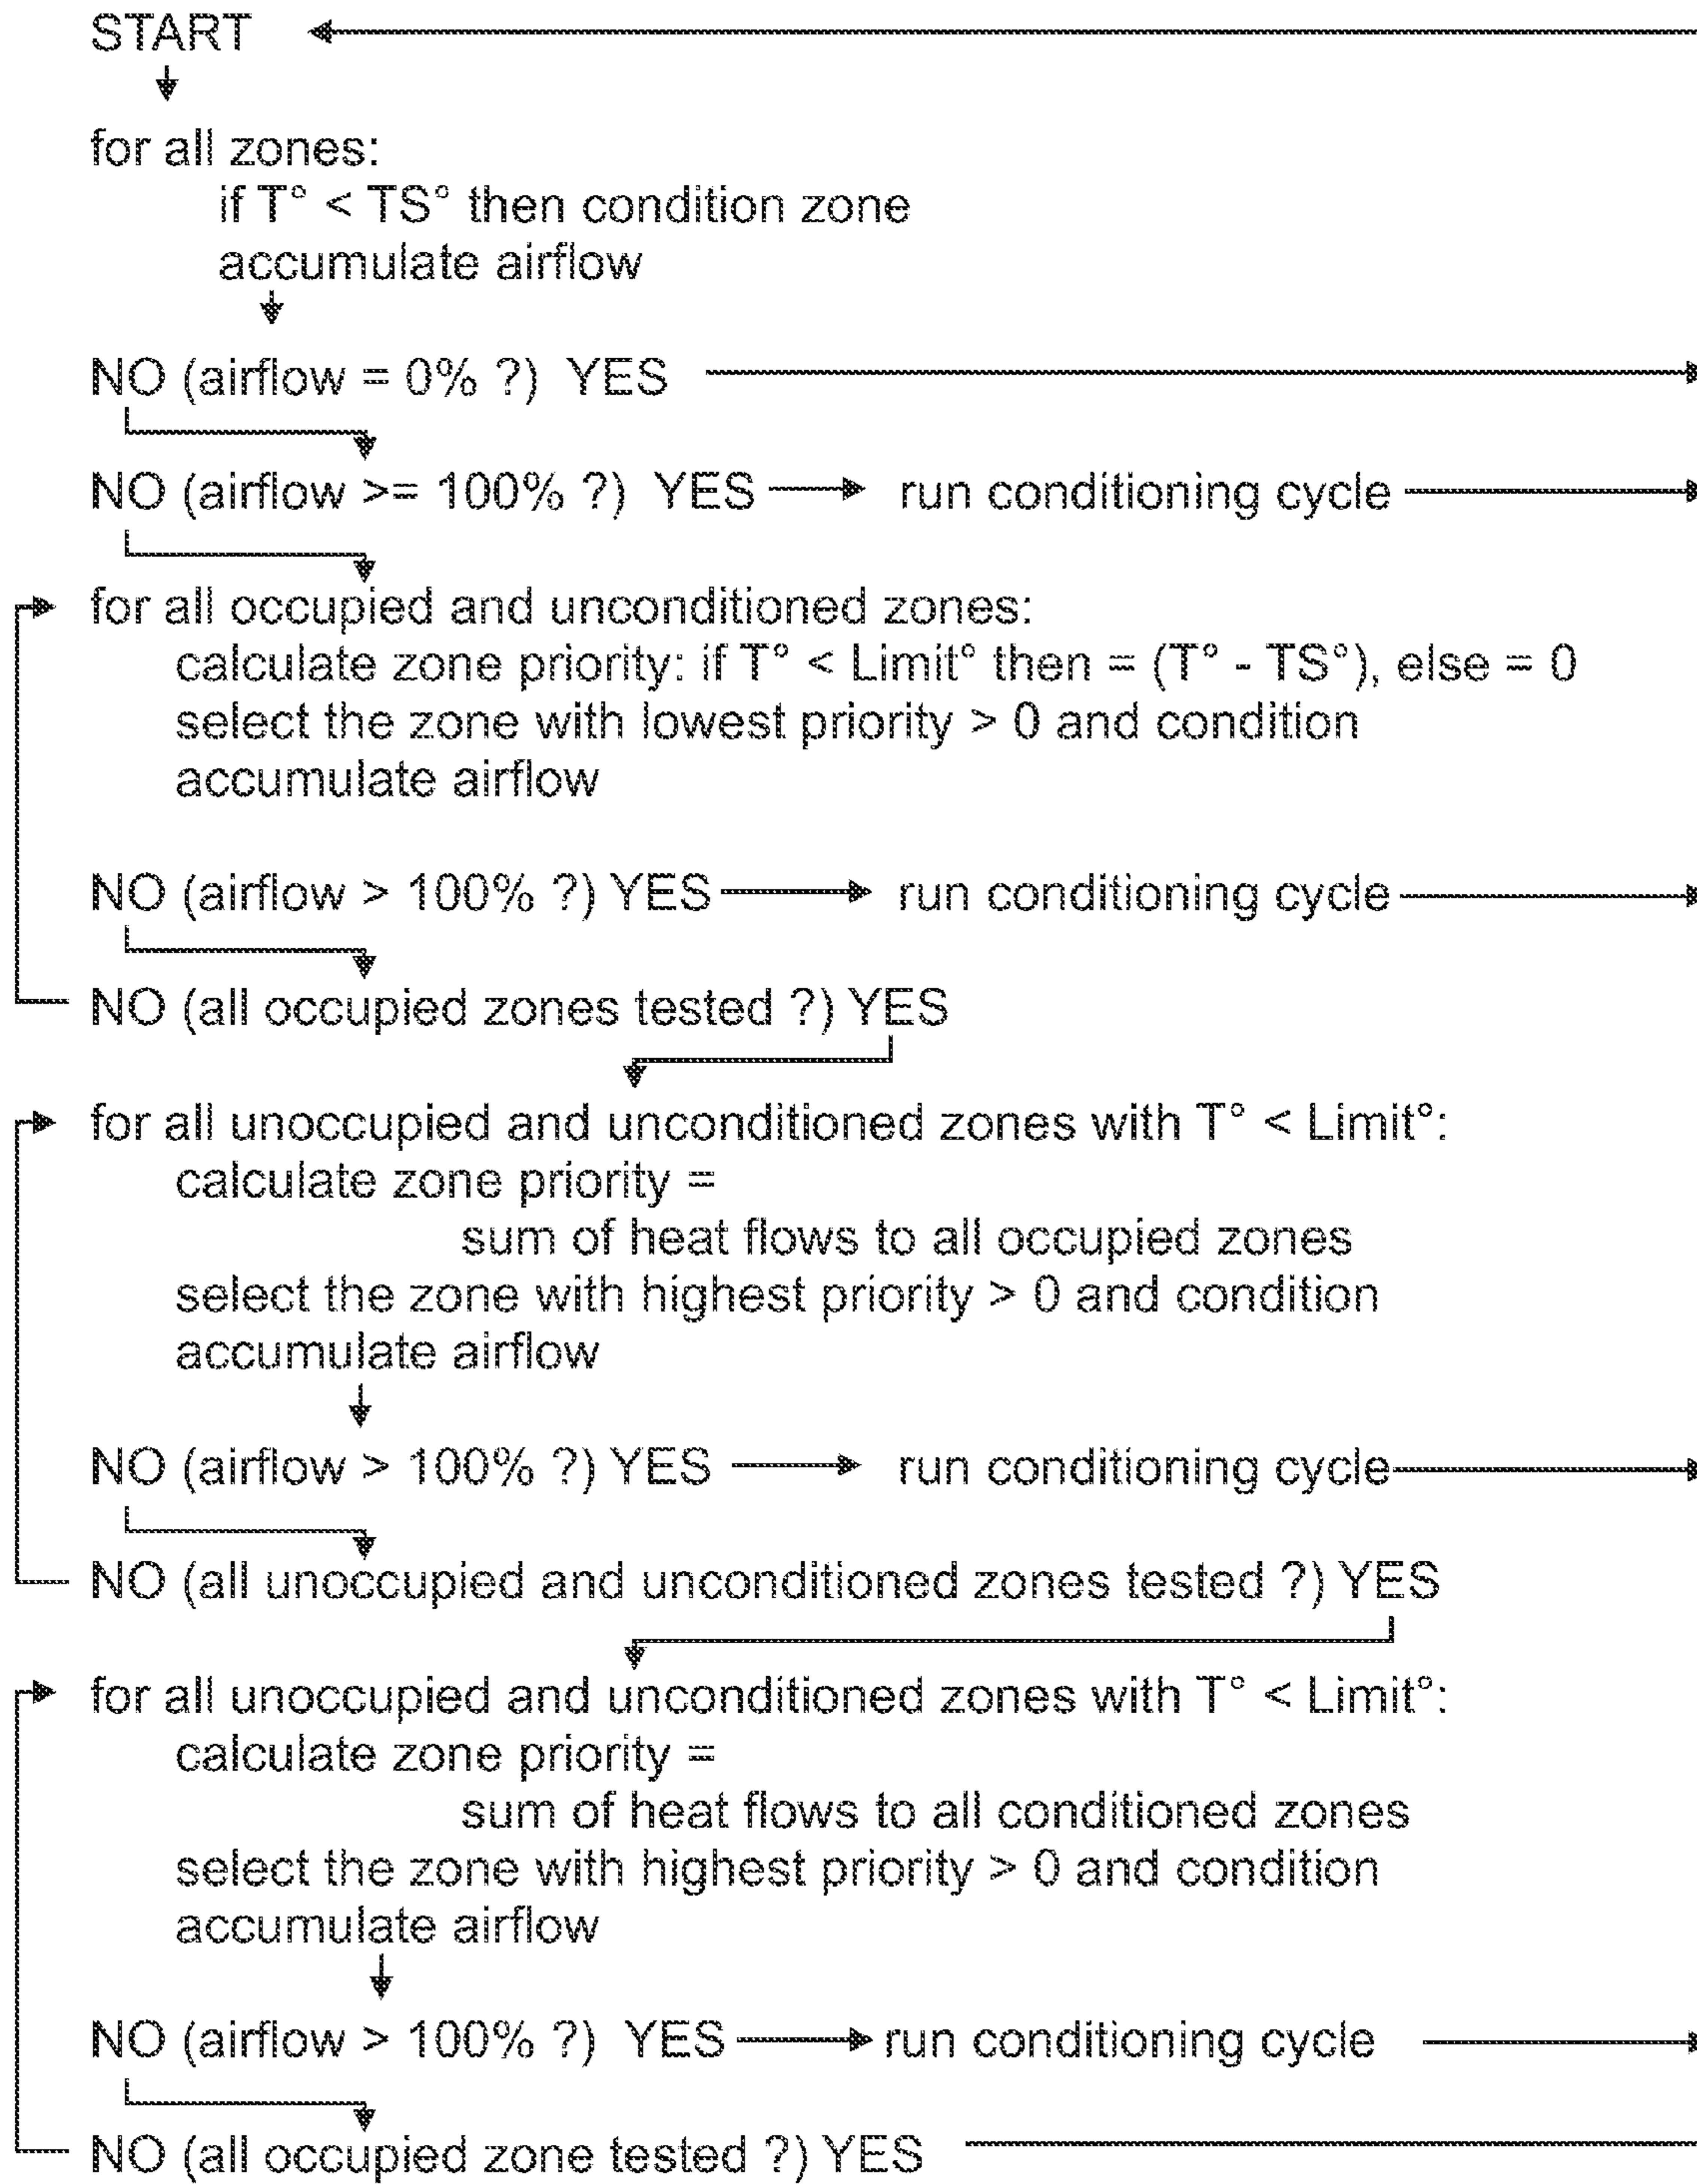 START
for all zones:
if T° < TS° then condition zone
accumulate airflow
NO (airflow = 0% ?) YES
NO (airflow >= 100% ?) YES run conditioning cycle
for all occupied and unconditioned zones:
calculate zone priority: if T° < Limit° then = (T° - TS°), else = 0
select the zone with lowest priority > 0 and condition
accumulate airflow
NO (airflow > 100% ?) YES run conditioning cycle
NO (all occupied zones tested ?) YES
for all unoccupied and unconditioned zones with T° < Limit°:
calculate zone priority =
sum of heat flows to all occupied zones
select the zone with highest priority > 0 and condition
accumulate airflow
NO (airflow > 100% ?) YES run conditioning cycle
NO (all unoccupied and unconditioned zones tested ?) YES
for all unoccupied and unconditioned zones with T° < Limit°:
calculate zone priority =
sum of heat flows to all conditioned zones
select the zone with highest priority > 0 and condition
accumulate airflow
NO (airflow > 100% ?) YES run conditioning cycle
NO (all occupied zone tested ?) YES